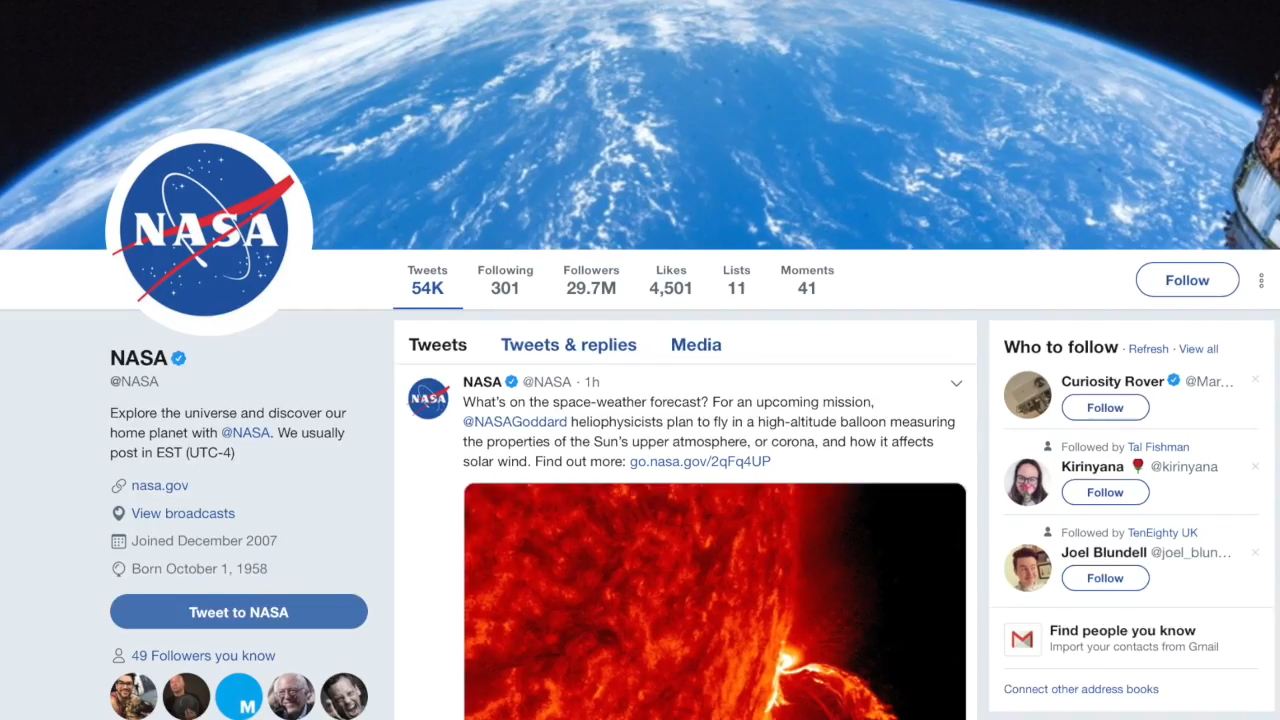 NASA
Tweets Following Followers Likes Lists Moments
54K 301 29.7M 4,501 11 41
Follow
NASA
@NASA
Explore the universe and discover our
home planet with @NASA. We usually
post in EST (UTC-4)
nasa.gov
View broadcasts
Joined December 2007
Born October 1, 1958
Tweet to NASA
49 Followers you know
M
Tweets Tweets & replies Media
NASA
NASA @NASA · 1h
What's on the space-weather forecast? For an upcoming mission,
@NASAGoddard heliophysicists plan to fly in a high-altitude balloon measuring
the properties of the Sun's upper atmosphere, or corona, and how it affects
solar wind. Find out more: go.nasa.gov/2qFq4UP
Who to follow · Refresh · View all
Curiosity Rover @Mar...
Follow
Followed by Tal Fishman
Kirinyana 🌹 @kirinyana
Follow
Followed by TenEighty UK
Joel Blundell @joel_blun...
Follow
Find people you know
Import your contacts from Gmail
Connect other address books